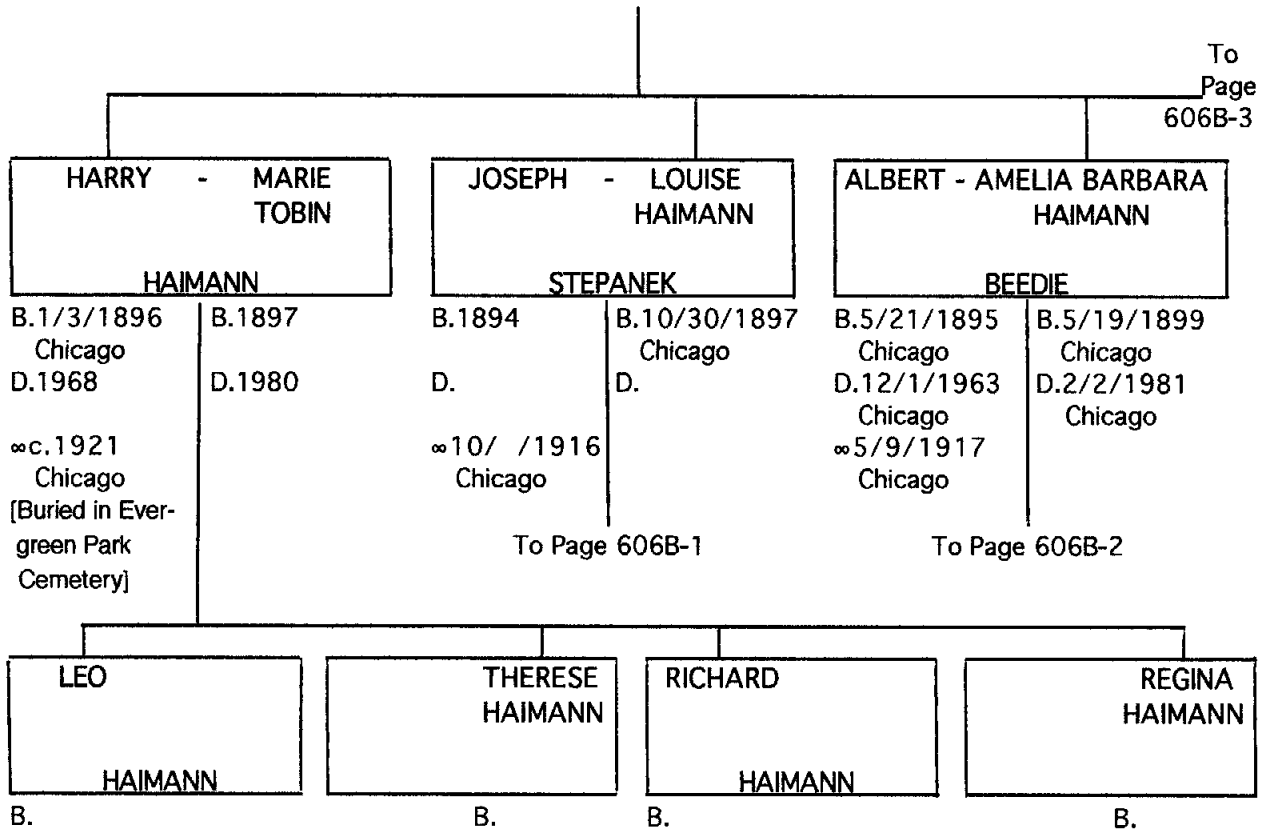 To
Page
606B-3
HARRY - MARIE
TOBIN
HAIMANN
B.1/3/1896 B.1897
Chicago
D.1968 D.1980
∞c.1921
Chicago
[Buried in Ever-
green Park
Cemetery]
JOSEPH - LOUISE
HAIMANN
STEPANEK
B.1894 B.10/30/1897
Chicago
D. D.
∞10/ /1916
Chicago
To Page 606B-1
ALBERT - AMELIA BARBARA
HAIMANN
BEEDIE
B.5/21/1895 B.5/19/1899
Chicago Chicago
D.12/1/1963 D.2/2/1981
Chicago Chicago
∞5/9/1917
Chicago
To Page 606B-2
LEO
HAIMANN
B.
THERESE
HAIMANN
B.
RICHARD
HAIMANN
B.
REGINA
HAIMANN
B.